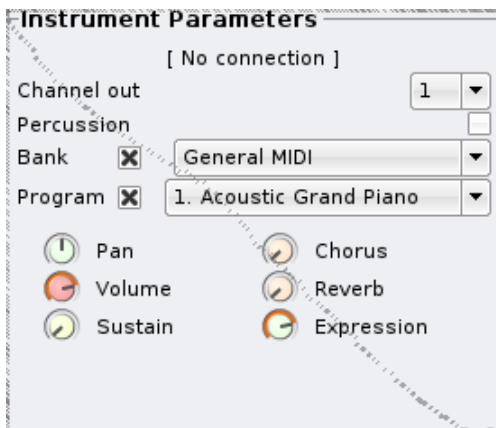 Instrument Parameters
[ No connection ]
Channel out 1
Percussion
Bank General MIDI
Program 1. Acoustic Grand Piano
Pan Chorus
Volume Reverb
Sustain Expression